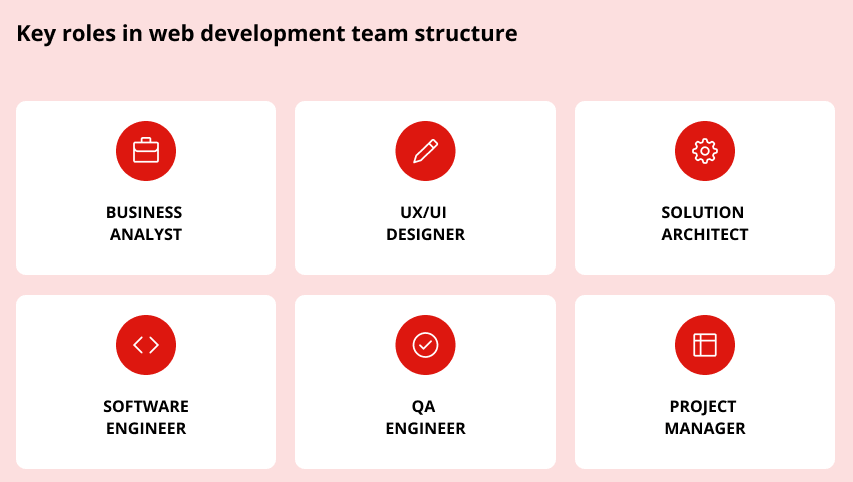 Key roles in web development team structure
BUSINESS
ANALYST
UX/UI
DESIGNER
SOLUTION
ARCHITECT
SOFTWARE
ENGINEER
QA
ENGINEER
PROJECT
MANAGER